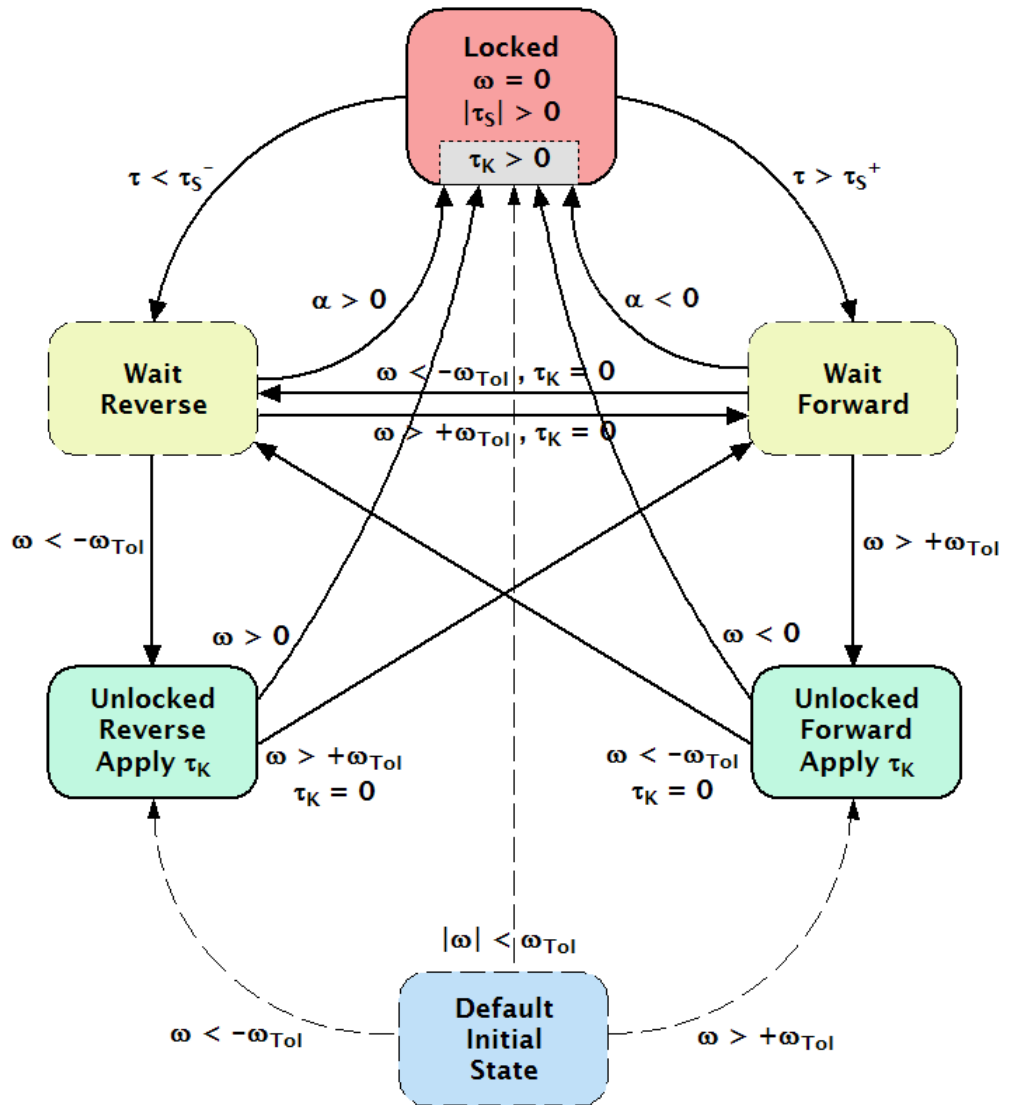 Locked
ω = 0
|τS| > 0
τK > 0
τ < τS⁻
τ > τS⁺
α > 0
α < 0
Wait
Reverse
ω < -ωTol , τK = 0
ω > +ωTol , τK = 0
Wait
Forward
ω < -ωTol
ω > +ωTol
ω > 0
ω < 0
Unlocked
Reverse
Apply τK
ω > +ωTol
τK = 0
ω < -ωTol
τK = 0
Unlocked
Forward
Apply τK
|ω| < ωTol
ω < -ωTol
Default
Initial
State
ω > +ωTol